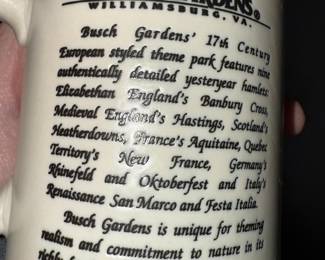 GARDENS®
WILLIAMSBURG, VA.
Busch Gardens' 17th Century
European styled theme park features nine
authentically detailed yesteryear hamlets:
Elizabethan England's Banbury Cross,
Medieval England's Hastings, Scotland's
Heatherdowns, France's Aquitaine, Quebec
Territory's New France, Germany's
Rhinefeld and Oktoberfest and Italy's
Renaissance San Marco and Festa Italia.
Busch Gardens is unique for theming
realism and commitment to nature in its